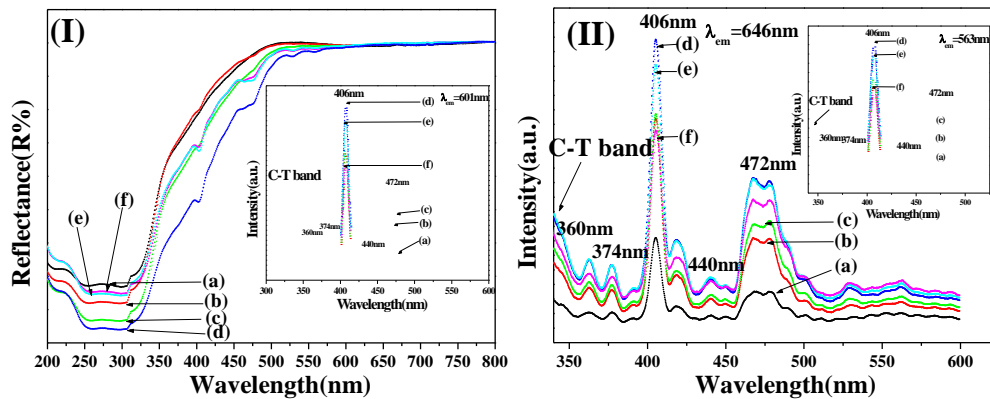 (I)
Reflectance(R%)
200 250 300 350 400 450 500 550 600 650 700 750 800
Wavelength(nm)
(e)
(f)
(a)
(b)
(c)
(d)
406nm
λem=601nm
(d)
(e)
(f)
C-T band
472nm
374nm
360nm
440nm
(c)
(b)
(a)
Intensity(a.u.)
300 350 400 450 500 550 600
Wavelength(nm)
(II)
Intensity(a.u.)
406nm
λem=646nm
(d)
(e)
(f)
C-T band
360nm
374nm
440nm
472nm
(c)
(b)
(a)
350 400 450 500 550 600
Wavelength(nm)
406nm
λem=563nm
(d)
(e)
(f)
472nm
C-T band
360nm
374nm
440nm
(c)
(b)
(a)
Intensity(a.u.)
350 400 450 500
Wavelength(nm)